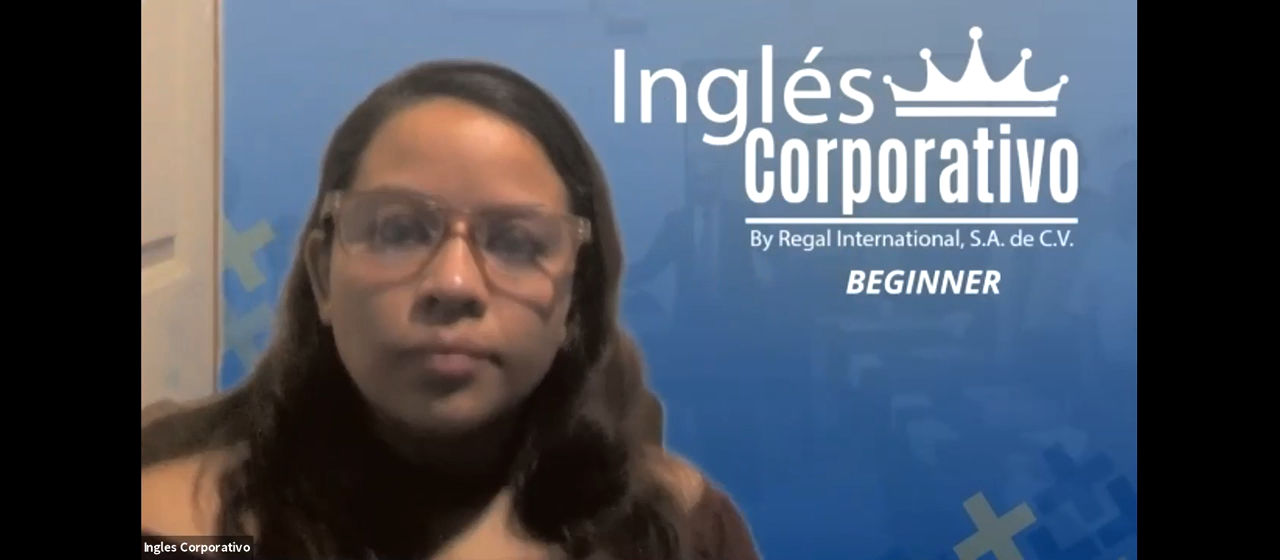 Inglés
Corporativo
By Regal International, S.A. de C.V.
BEGINNER
Ingles Corporativo